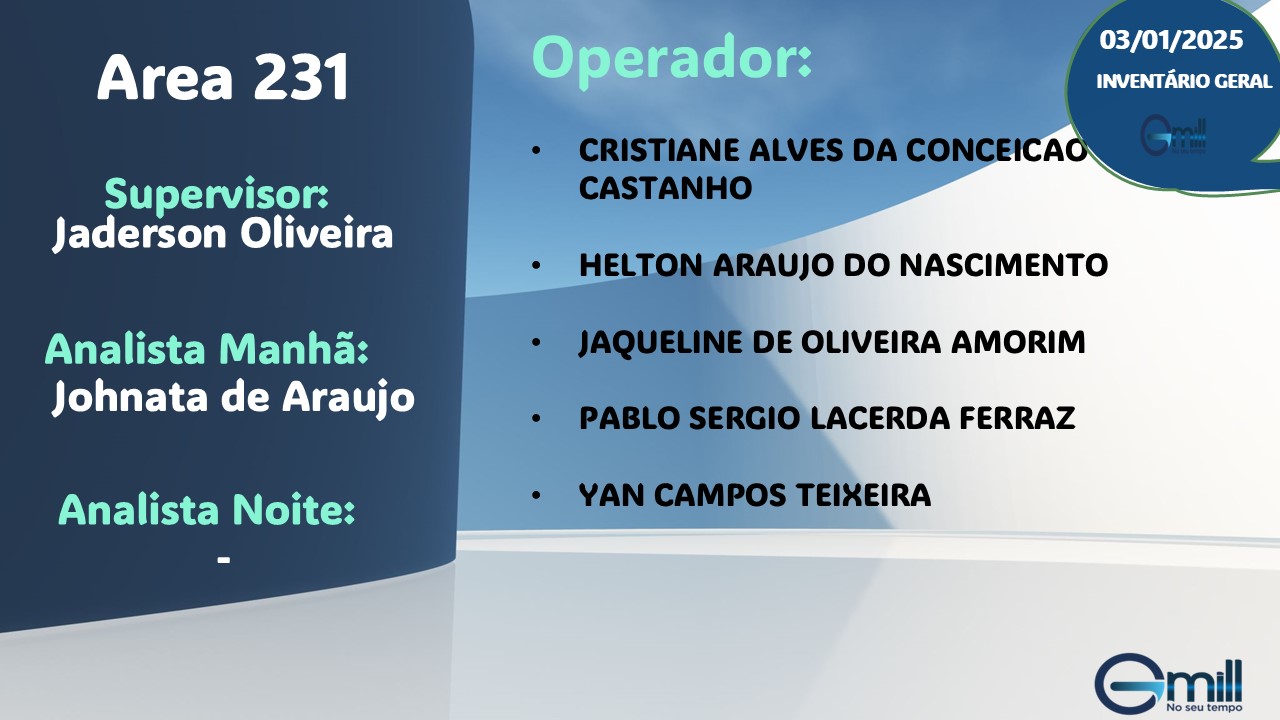 Area 231
Supervisor:
Jaderson Oliveira
Analista Manhã:
Johnata de Araujo
Analista Noite:
-
Operador:
• CRISTIANE ALVES DA CONCEICAO
CASTANHO
• HELTON ARAUJO DO NASCIMENTO
• JAQUELINE DE OLIVEIRA AMORIM
• PABLO SERGIO LACERDA FERRAZ
• YAN CAMPOS TEIXEIRA
03/01/2025
INVENTÁRIO GERAL
Gmill
Gmill
No seu tempo